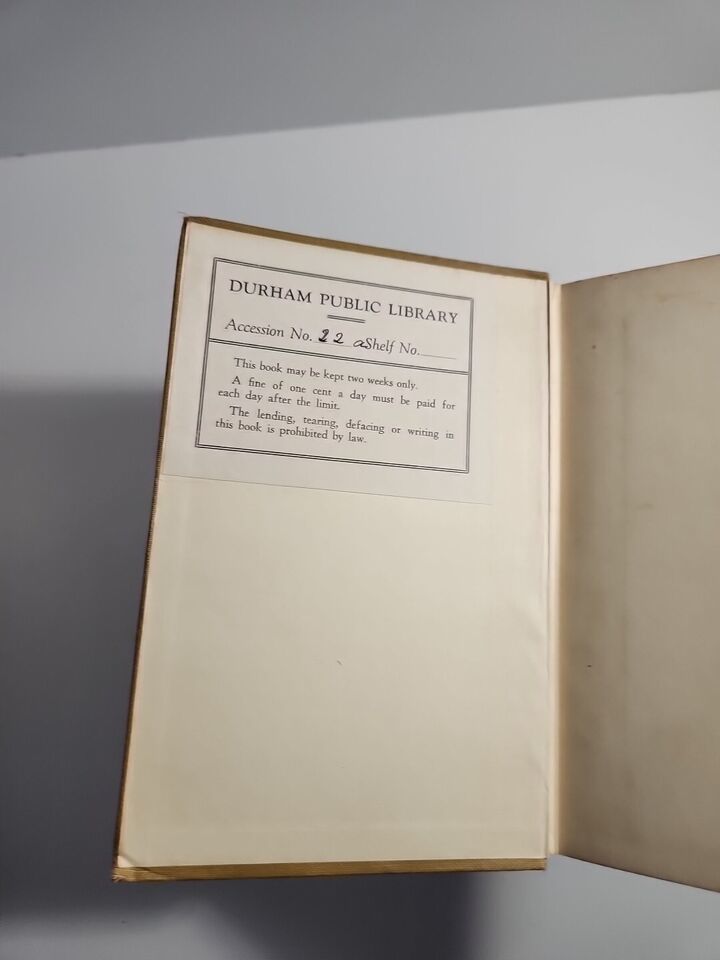 DURHAM PUBLIC LIBRARY
Accession No. 22 a Shelf No.
This book may be kept two weeks only.
A fine of one cent a day must be paid for
each day after the limit.
The lending, tearing, defacing or writing in
this book is prohibited by law.